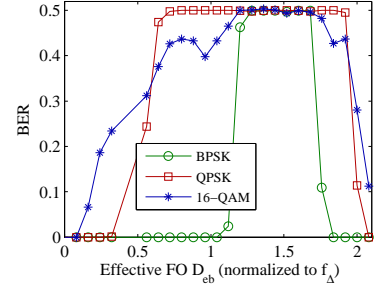 0.5
0.4
0.3
0.2
0.1
0
BER
BPSK
QPSK
16−QAM
0
0.5
1
1.5
2
Effective FO D_eb (normalized to f_Δ)